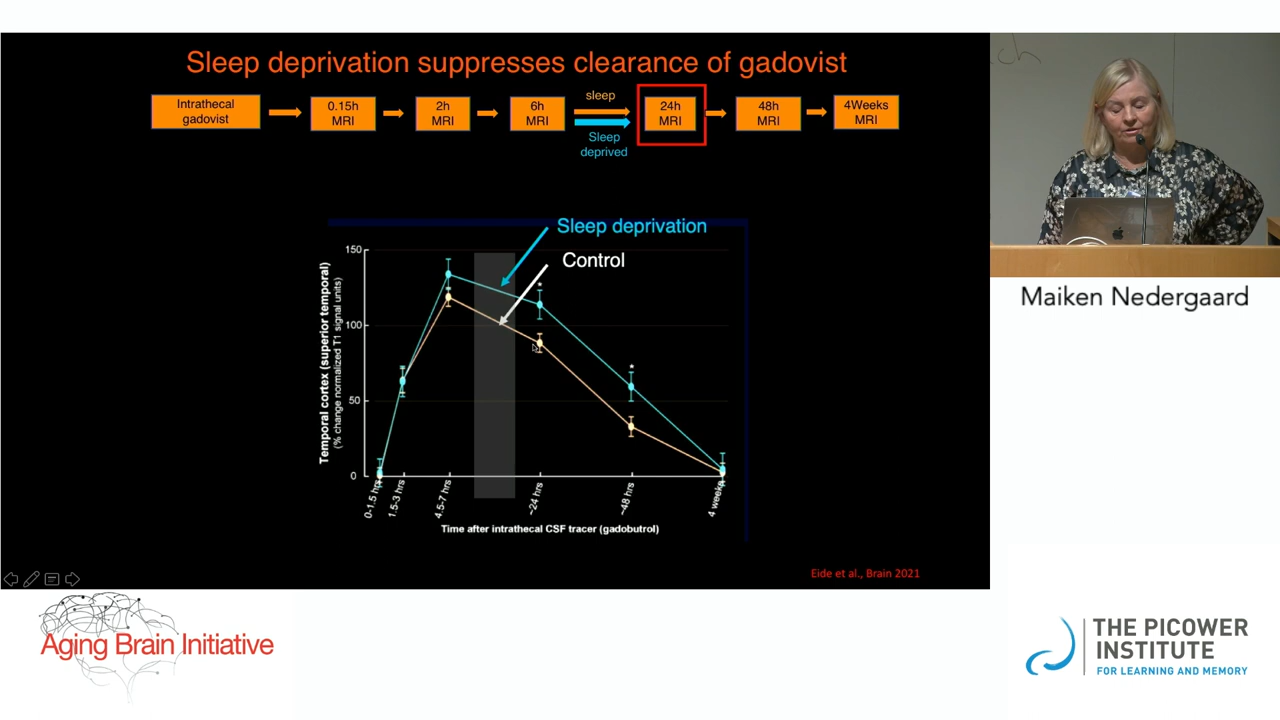 Sleep deprivation suppresses clearance of gadovist
Intrathecal
gadovist
0.15h
MRI
2h
MRI
6h
MRI
sleep
Sleep
deprived
24h
MRI
48h
MRI
4Weeks
MRI
Sleep deprivation
Control
Temporal cortex (superior temporal)
(% change normalized T1 signal units)
150
100
50
0
*
*
0-1.5 hrs
1.5-3 hrs
4.5-7 hrs
~24 hrs
~48 hrs
4 weeks
Time after intrathecal CSF tracer (gadobutrol)
Eide et al., Brain 2021
Maiken Nedergaard
Aging Brain Initiative
THE PICOWER
INSTITUTE
FOR LEARNING AND MEMORY